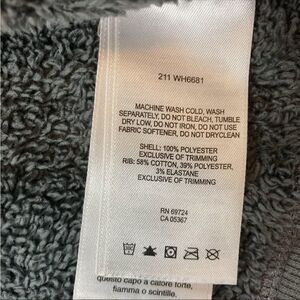 211 WH6681
MACHINE WASH COLD, WASH
SEPARATELY, DO NOT BLEACH, TUMBLE
DRY LOW, DO NOT IRON, DO NOT USE
FABRIC SOFTENER, DO NOT DRYCLEAN
SHELL: 100% POLYESTER
EXCLUSIVE OF TRIMMING
RIB: 58% COTTON, 39% POLYESTER,
3% ELASTANE
EXCLUSIVE OF TRIMMING
RN 69724
CA 05367
questo capo a calore forte,
fiamma o scintille.